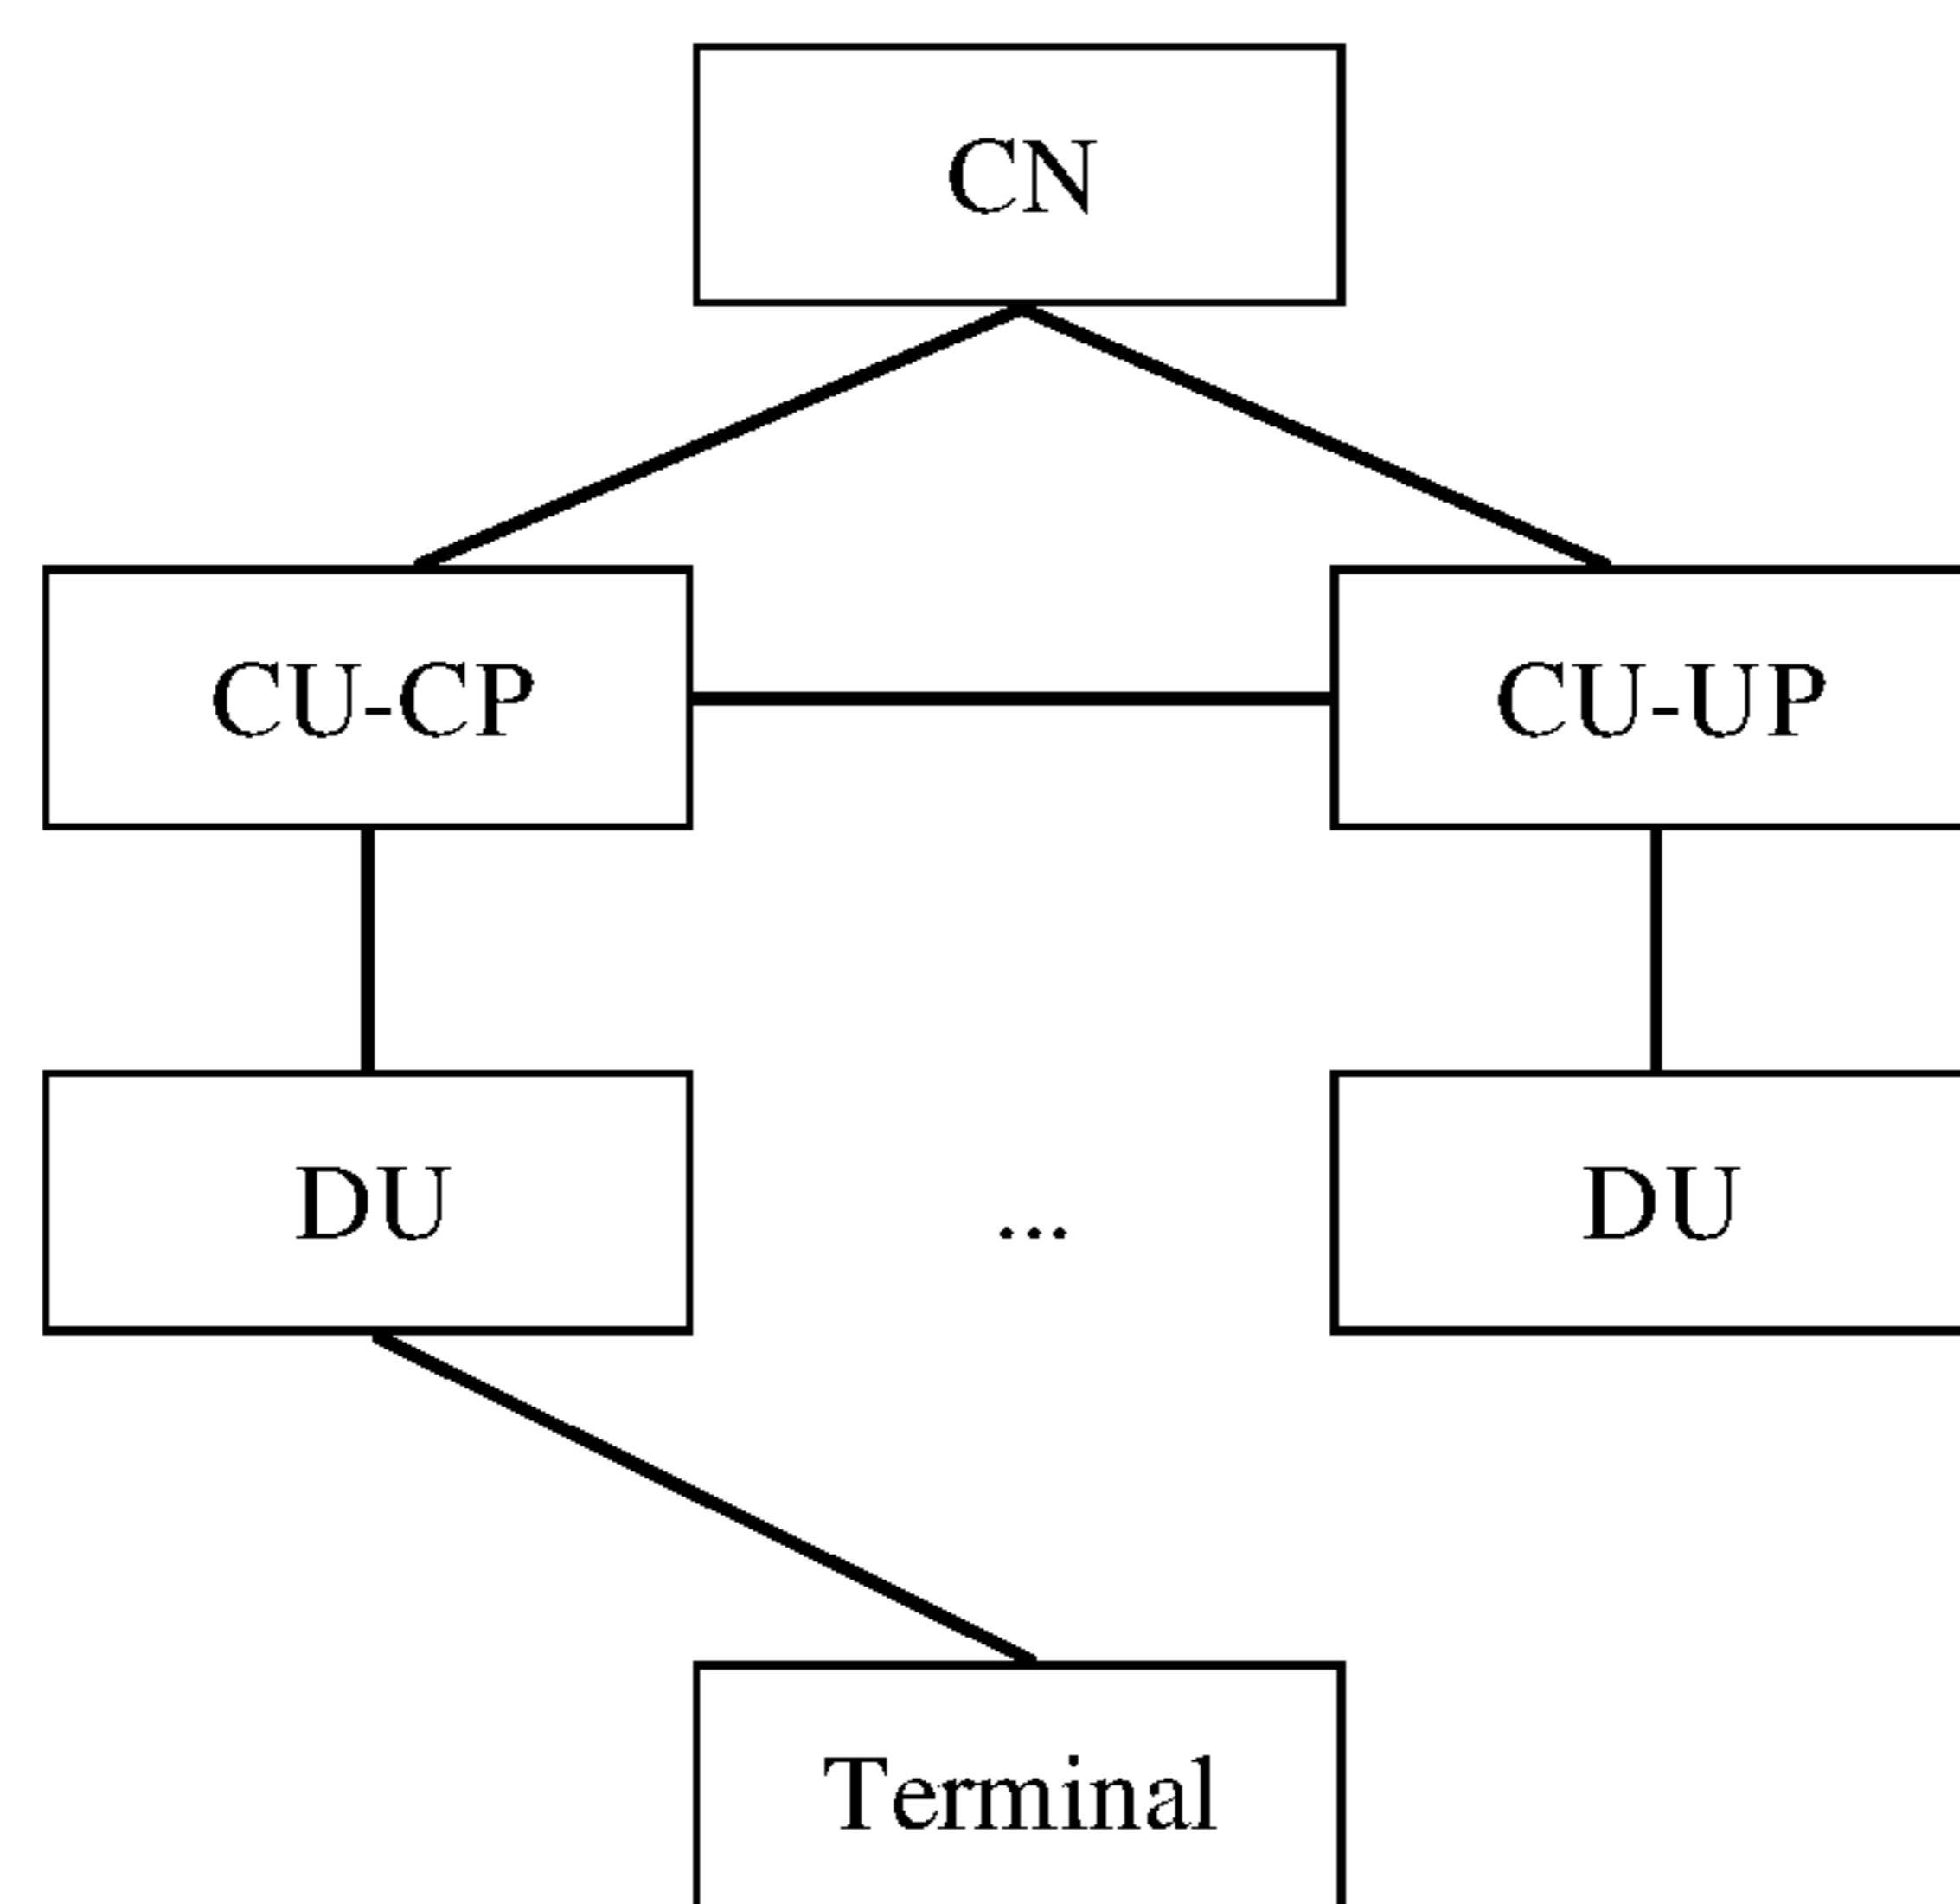 CN
CU-CP
CU-UP
DU
...
DU
Terminal